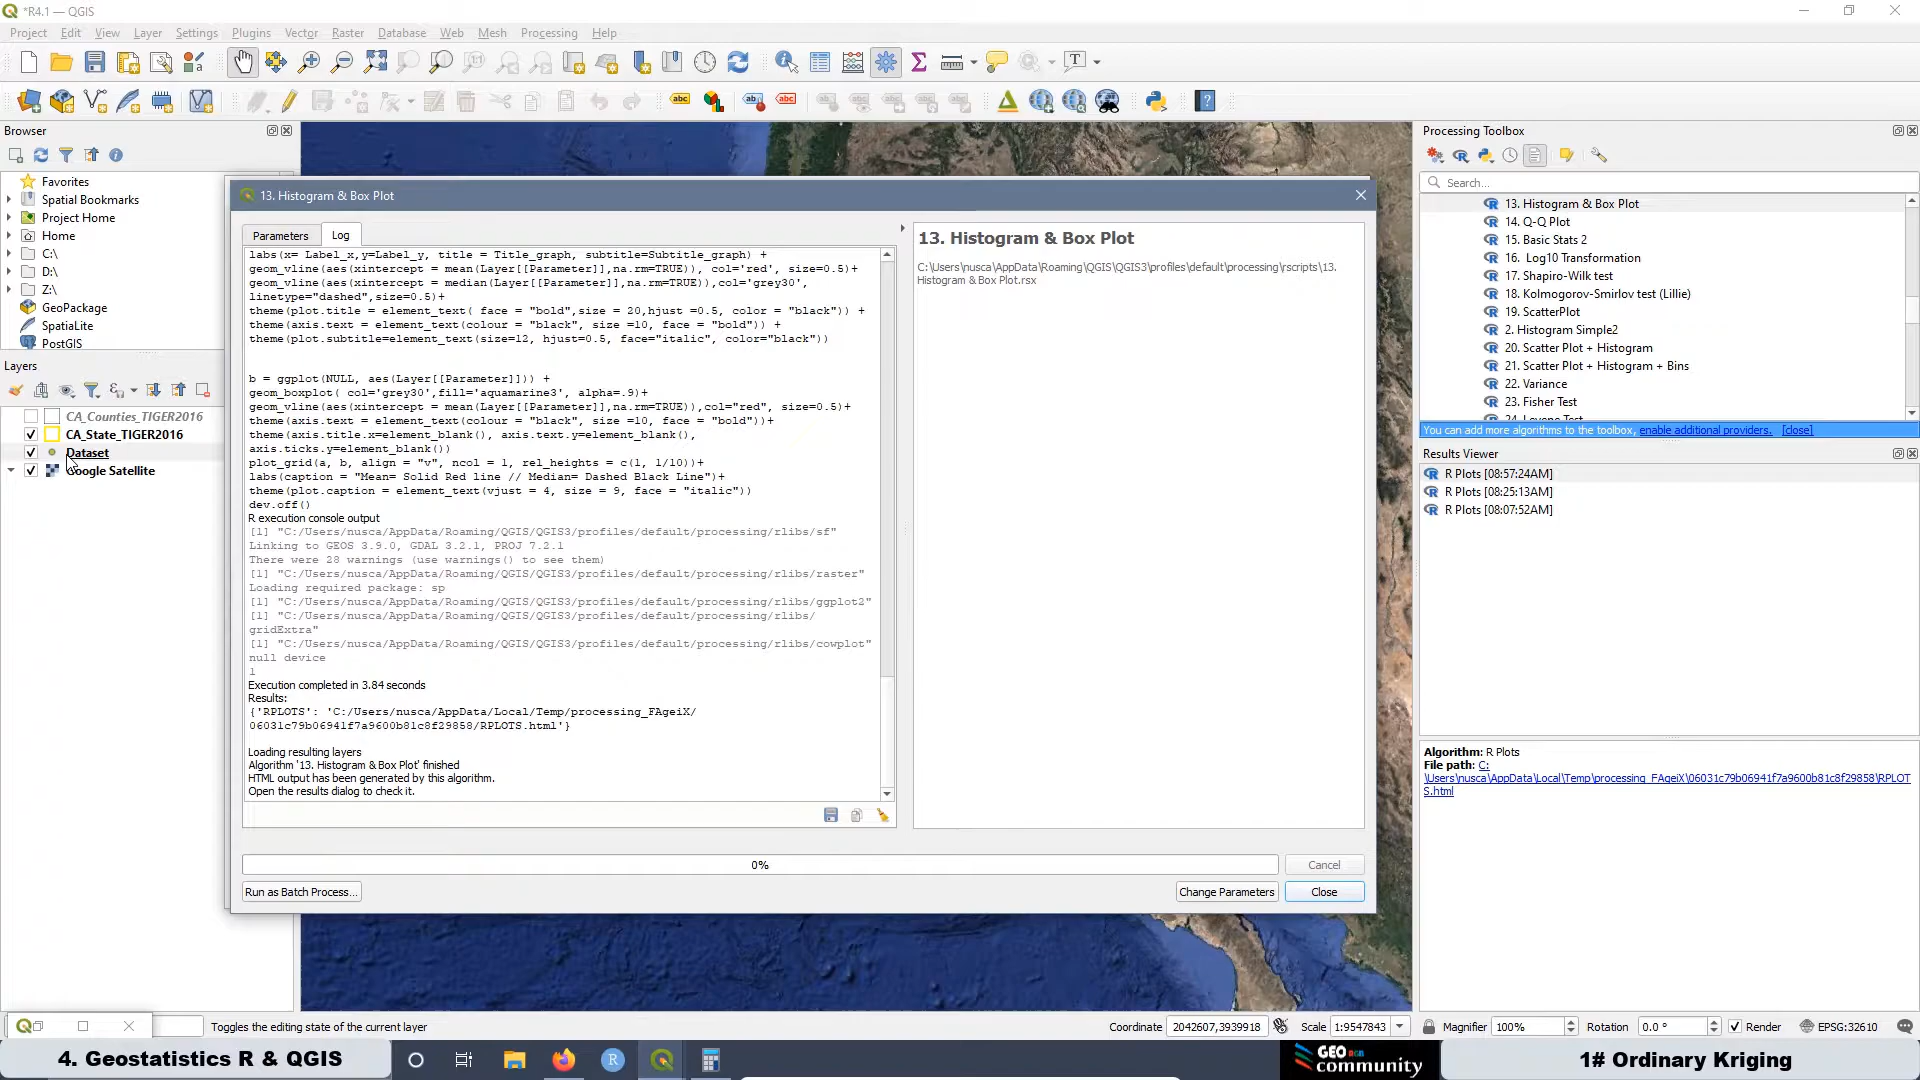 *R4.1 — QGIS
Project Edit View Layer Settings Plugins Vector Raster Database Web Mesh Processing Help
Browser
Favorites
Spatial Bookmarks
Project Home
Home
C:\
D:\
Z:\
GeoPackage
SpatiaLite
PostGIS
Layers
CA_Counties_TIGER2016
CA_State_TIGER2016
Dataset
Google Satellite
13. Histogram & Box Plot
Parameters Log
labs(x= Label_x,y=Label_y, title = Title_graph, subtitle=Subtitle_graph) +
geom_vline(aes(xintercept = mean(Layer[[Parameter]],na.rm=TRUE)), col='red', size=0.5)+
geom_vline(aes(xintercept = median(Layer[[Parameter]],na.rm=TRUE)),col='grey30',
linetype="dashed",size=0.5)+
theme(plot.title = element_text( face = "bold",size = 20,hjust =0.5, color = "black")) +
theme(axis.text = element_text(colour = "black", size =10, face = "bold")) +
theme(plot.subtitle=element_text(size=12, hjust=0.5, face="italic", color="black"))
b = ggplot(NULL, aes(Layer[[Parameter]])) +
geom_boxplot( col='grey30',fill='aquamarine3', alpha=.9)+
geom_vline(aes(xintercept = mean(Layer[[Parameter]],na.rm=TRUE)),col="red", size=0.5)+
theme(axis.text = element_text(colour = "black", size =10, face = "bold"))+
theme(axis.title.x=element_blank(), axis.text.y=element_blank(),
axis.ticks.y=element_blank())
plot_grid(a, b, align = "v", ncol = 1, rel_heights = c(1, 1/10))+
labs(caption = "Mean= Solid Red line // Median= Dashed Black Line")+
theme(plot.caption = element_text(vjust = 4, size = 9, face = "italic"))
dev.off()
R execution console output
[1] "C:/Users/nusca/AppData/Roaming/QGIS/QGIS3/profiles/default/processing/rlibs/sf"
Linking to GEOS 3.9.0, GDAL 3.2.1, PROJ 7.2.1
There were 28 warnings (use warnings() to see them)
[1] "C:/Users/nusca/AppData/Roaming/QGIS/QGIS3/profiles/default/processing/rlibs/raster"
Loading required package: sp
[1] "C:/Users/nusca/AppData/Roaming/QGIS/QGIS3/profiles/default/processing/rlibs/ggplot2"
[1] "C:/Users/nusca/AppData/Roaming/QGIS/QGIS3/profiles/default/processing/rlibs/
gridExtra"
[1] "C:/Users/nusca/AppData/Roaming/QGIS/QGIS3/profiles/default/processing/rlibs/cowplot"
null device
1
Execution completed in 3.84 seconds
Results:
{'RPLOTS': 'C:/Users/nusca/AppData/Local/Temp/processing_FAgeiX/
06031c79b06941f7a9600b81c8f29858/RPLOTS.html'}
Loading resulting layers
Algorithm '13. Histogram & Box Plot' finished
HTML output has been generated by this algorithm.
Open the results dialog to check it.
13. Histogram & Box Plot
C:\Users\nusca\AppData\Roaming\QGIS\QGIS3\profiles\default\processing\rscripts\13.
Histogram & Box Plot.rsx
0%
Cancel
Run as Batch Process...
Change Parameters
Close
Processing Toolbox
Search...
13. Histogram & Box Plot
14. Q-Q Plot
15. Basic Stats 2
16. Log10 Transformation
17. Shapiro-Wilk test
18. Kolmogorov-Smirlov test (Lillie)
19. ScatterPlot
2. Histogram Simple2
20. Scatter Plot + Histogram
21. Scatter Plot + Histogram + Bins
22. Variance
23. Fisher Test
24. Levene Test
You can add more algorithms to the toolbox, enable additional providers. [close]
Results Viewer
R Plots [08:57:24AM]
R Plots [08:25:13AM]
R Plots [08:07:52AM]
Algorithm: R Plots
File path: C:
\Users\nusca\AppData\Local\Temp\processing_FAgeiX\06031c79b06941f7a9600b81c8f29858\RPLOT
S.html
Toggles the editing state of the current layer
Coordinate 2042607,3939918 Scale 1:9547843 Magnifier 100% Rotation 0.0 ° Render EPSG:32610
4. Geostatistics R & QGIS
GEO
community
1# Ordinary Kriging